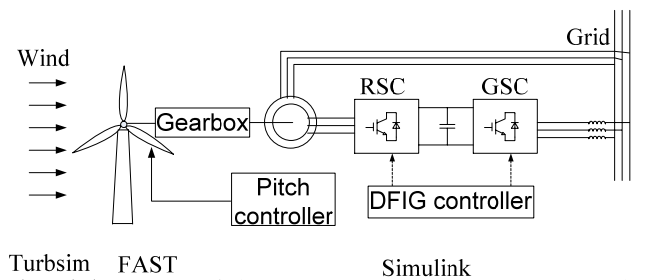 Grid
Wind
RSC
GSC
Gearbox
Pitch
controller
DFIG controller
Turbsim
FAST
Simulink